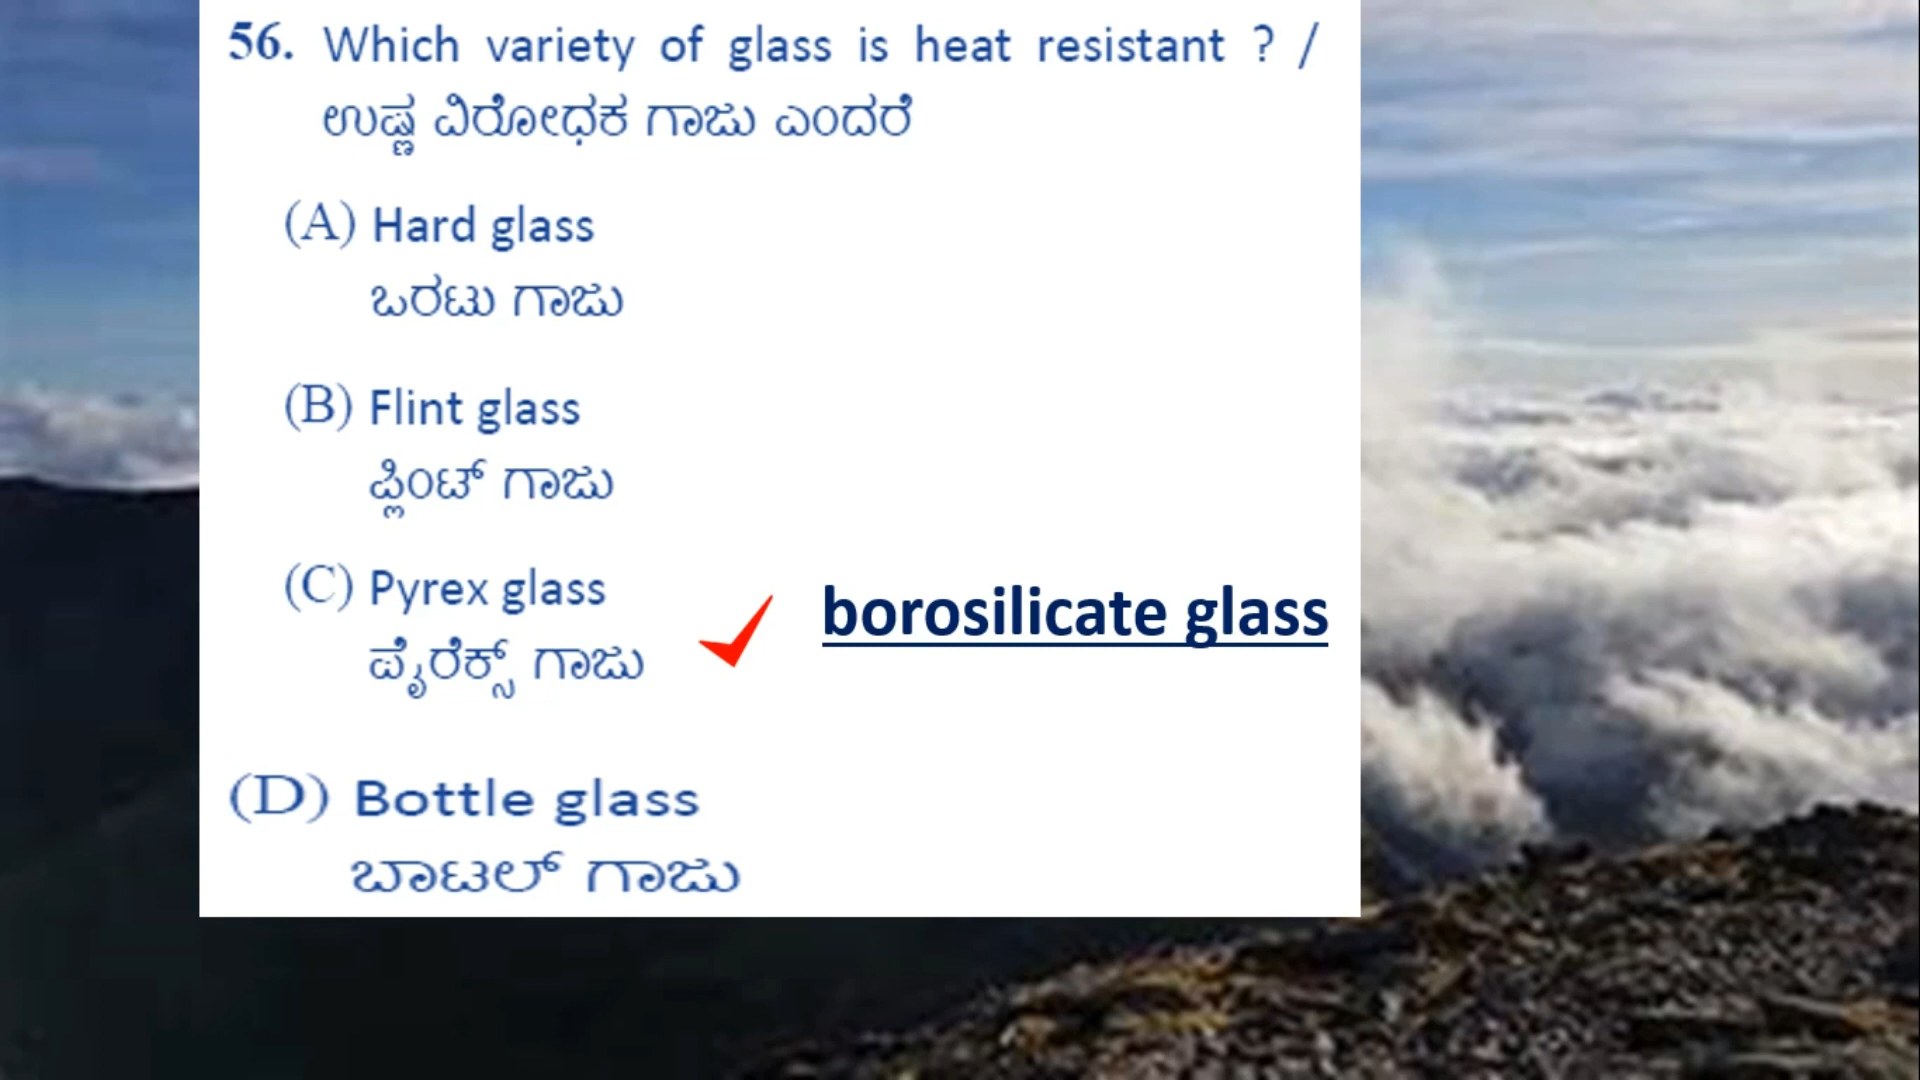 56. Which variety of glass is heat resistant ? /
ಉಷ್ಣ ವಿರೋಧಕ ಗಾಜು ಎಂದರೆ
(A) Hard glass
ಒರಟು ಗಾಜು
(B) Flint glass
ಫ್ಲಿಂಟ್ ಗಾಜು
(C) Pyrex glass
ಪೈರೆಕ್ಸ್ ಗಾಜು
borosilicate glass
(D) Bottle glass
ಬಾಟಲ್ ಗಾಜು